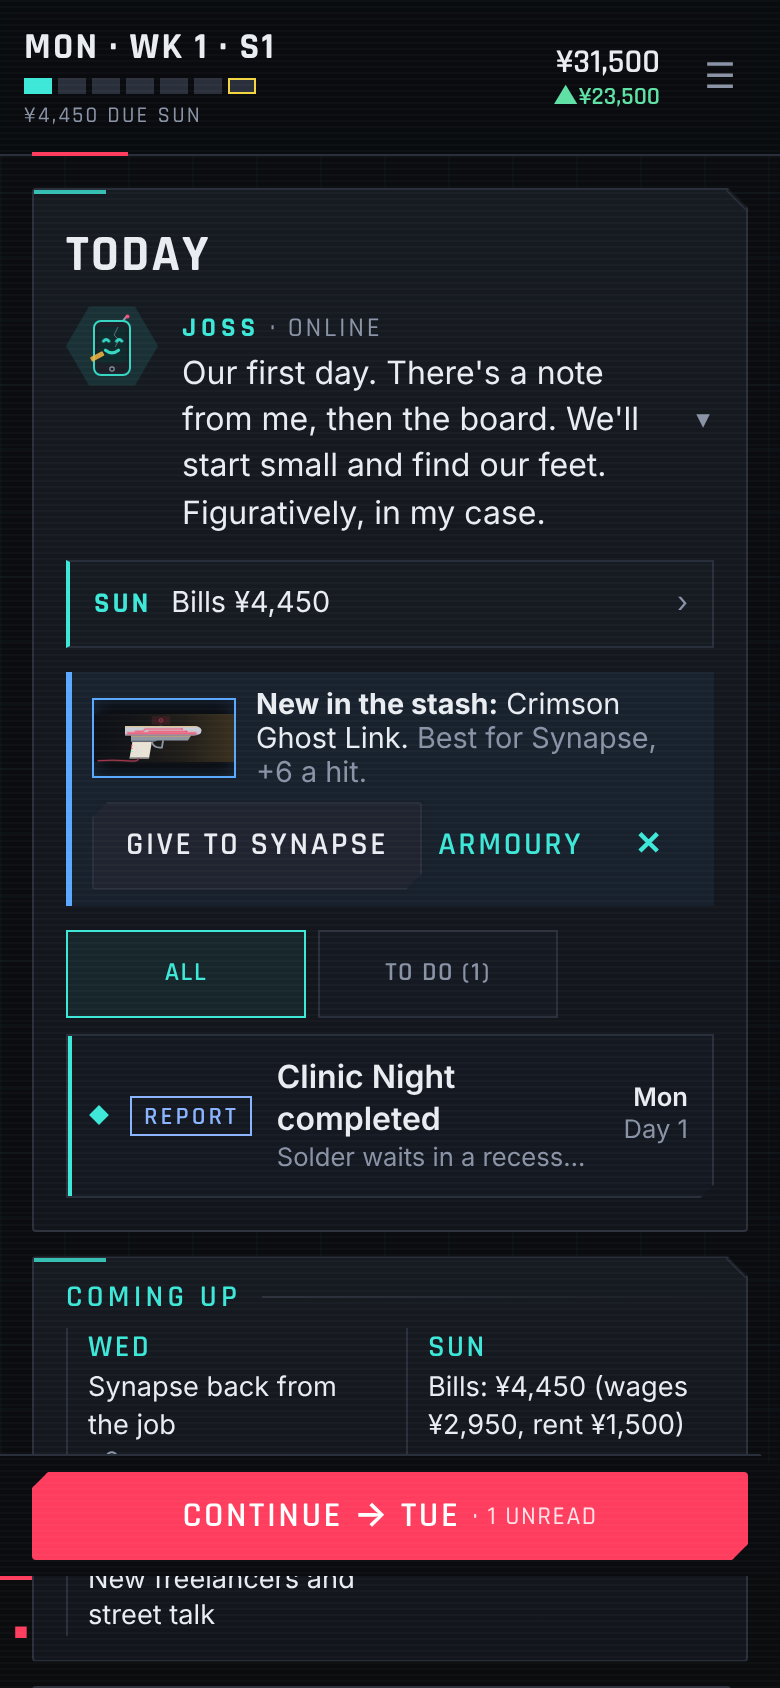 MON · WK 1 · S1
¥31,500
▲¥23,500
☰
¥4,450 DUE SUN
TODAY
JOSS · ONLINE
Our first day. There's a note
from me, then the board. We'll
start small and find our feet.
Figuratively, in my case.
▼
SUN Bills ¥4,450 ›
New in the stash: Crimson
Ghost Link. Best for Synapse,
+6 a hit.
GIVE TO SYNAPSE
ARMOURY
✕
ALL
TO DO (1)
◆ REPORT
Clinic Night
completed
Solder waits in a recess...
Mon
Day 1
COMING UP
WED
Synapse back from
the job
SUN
Bills: ¥4,450 (wages
¥2,950, rent ¥1,500)
CONTINUE → TUE · 1 UNREAD
New freelancers and
street talk